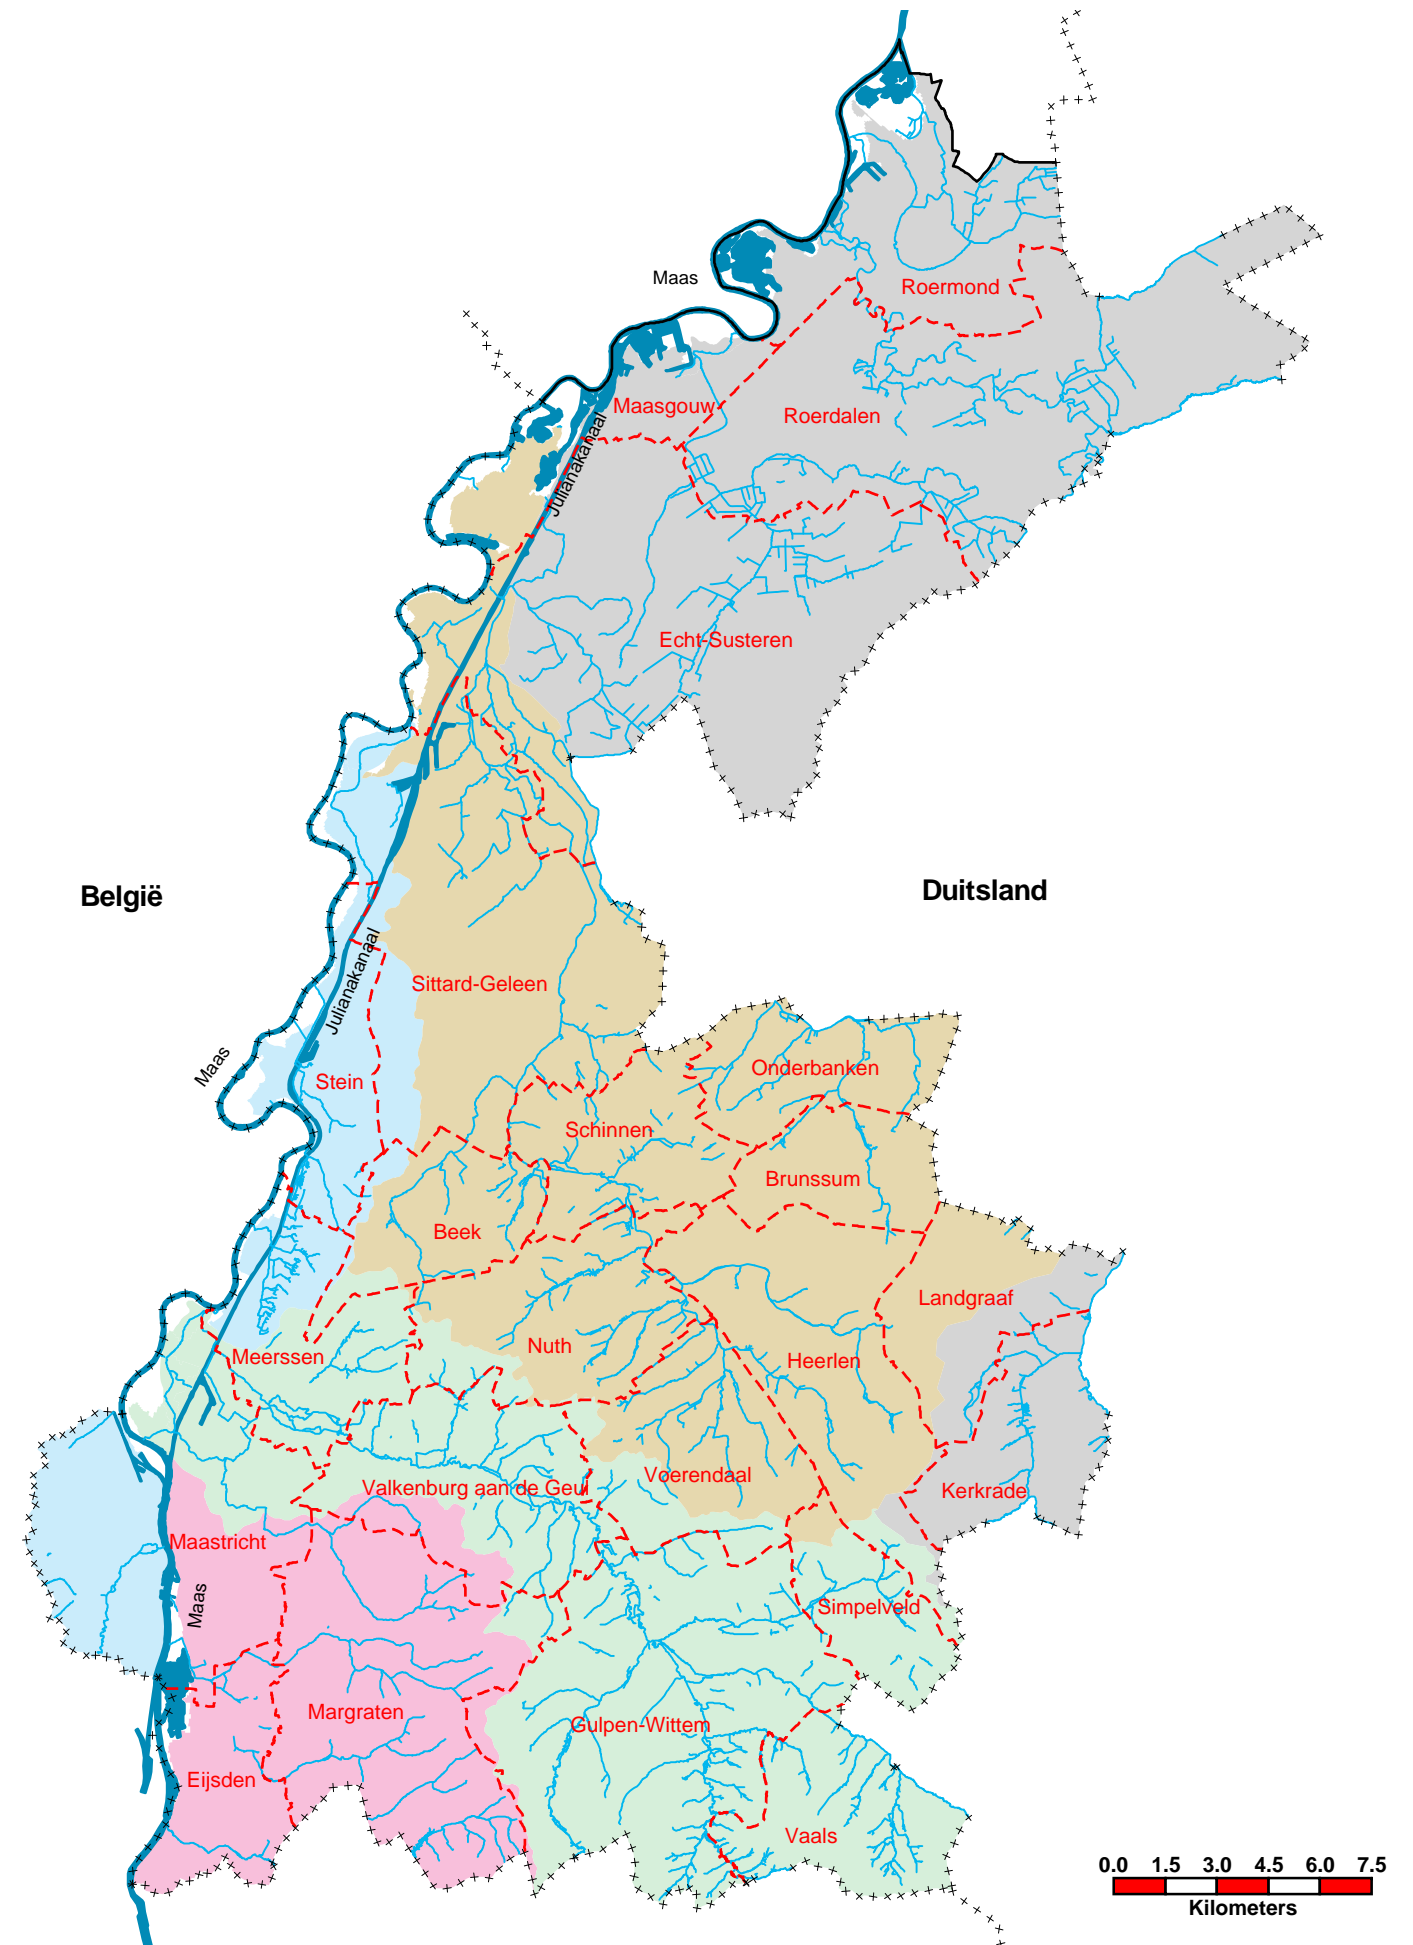 Maas
Roermond
Maasgouw
Roerdalen
Julianakanaal
Echt-Susteren
België
Duitsland
Julianakanaal
Sittard-Geleen
Maas
Stein
Onderbanken
Schinnen
Brunssum
Beek
Landgraaf
Nuth
Meerssen
Heerlen
Voerendaal
Valkenburg aan de Geul
Kerkrade
Maastricht
Maas
Simpelveld
Margraten
Gulpen-Wittem
Eijsden
Vaals
0.0 1.5 3.0 4.5 6.0 7.5
Kilometers